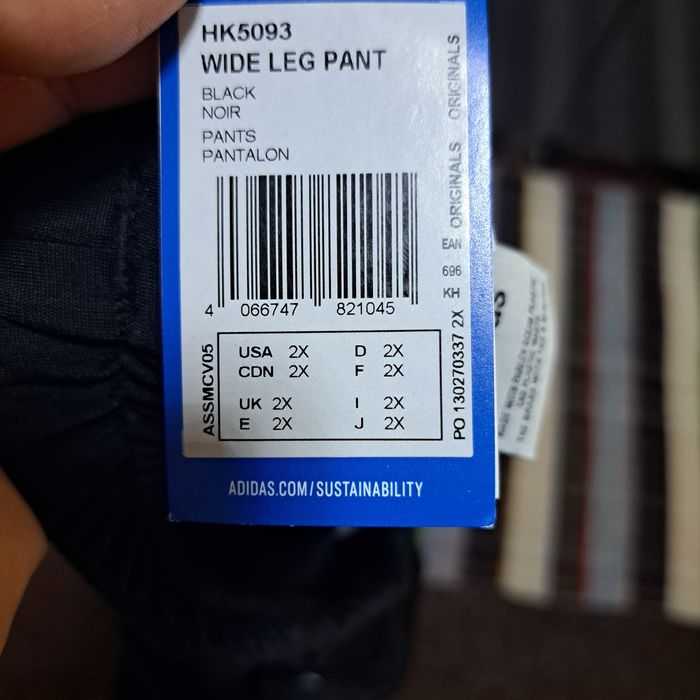 HK5093
WIDE LEG PANT
BLACK
NOIR
PANTS
PANTALON
ORIGINALS ORIGINALS
EAN
696
KH
PO 130270337 2X
4 066747 821045
ASSMCV05
USA 2X D 2X
CDN 2X F 2X
UK 2X I 2X
E 2X J 2X
ADIDAS.COM/SUSTAINABILITY